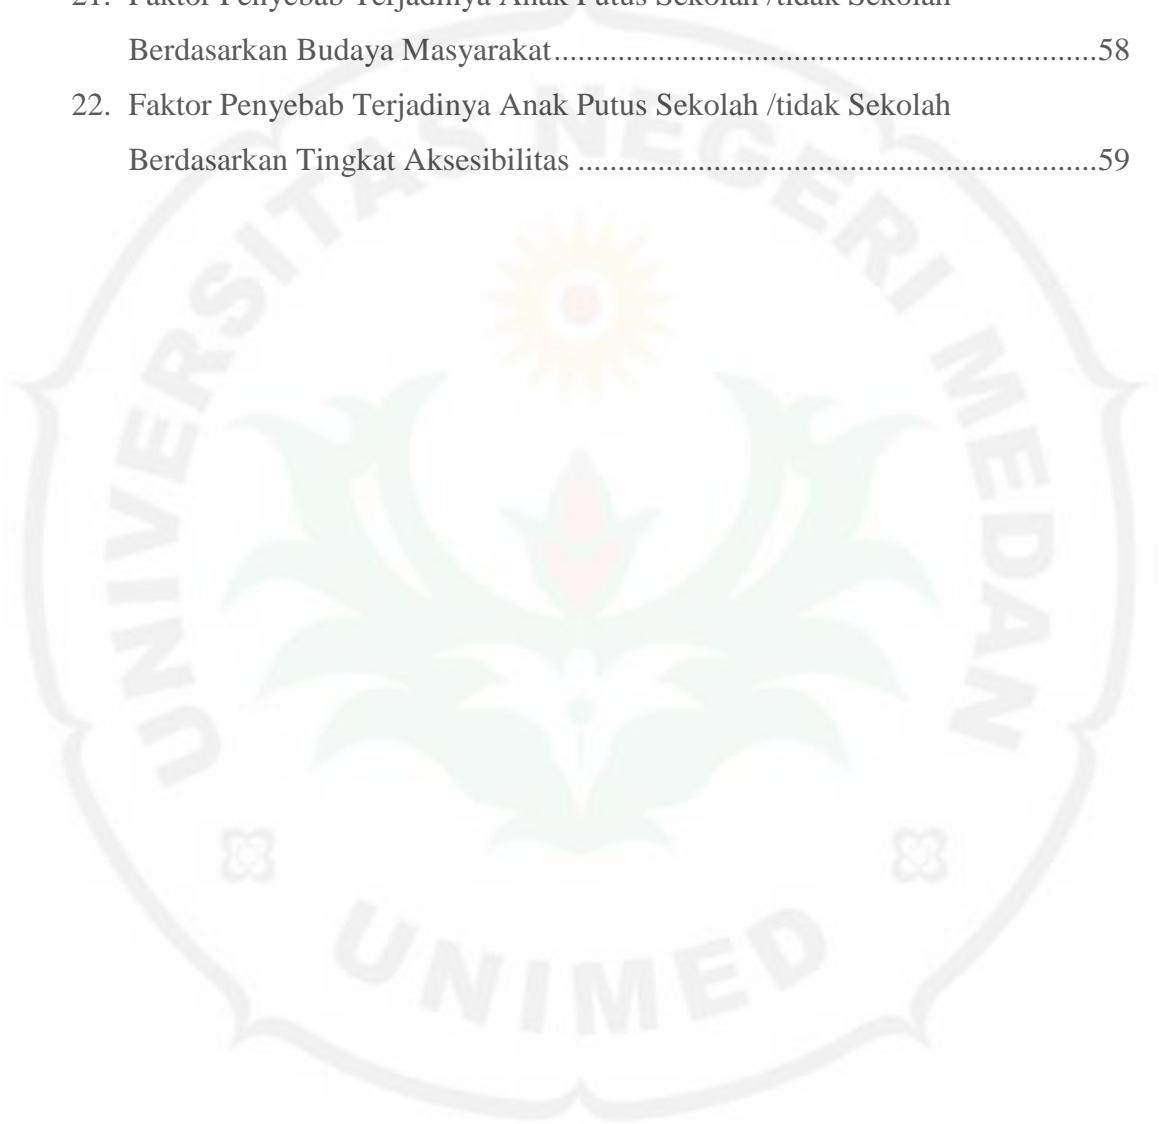 21. Faktor Penyebab Terjadinya Anak Putus Sekolah /tidak Sekolah
Berdasarkan Budaya Masyarakat....................................................................58
22. Faktor Penyebab Terjadinya Anak Putus Sekolah /tidak Sekolah
Berdasarkan Tingkat Aksesibilitas .................................................................59
UNIVERSITAS NEGERI MEDAN
UNIMED